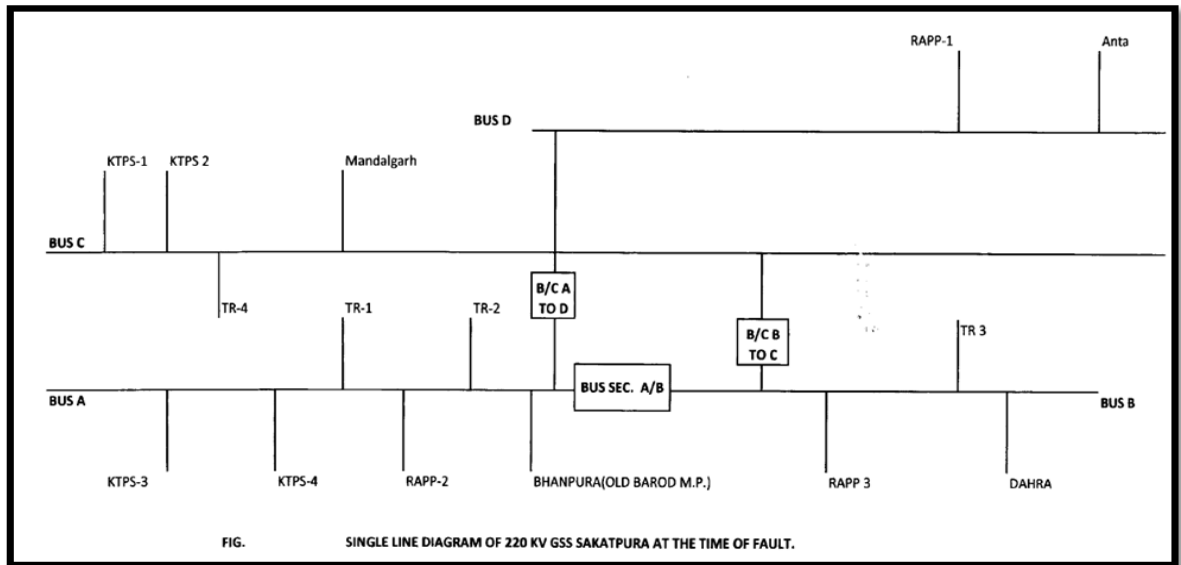 RAPP-1
Anta
BUS D
KTPS-1
KTPS 2
Mandalgarh
BUS C
TR-4
TR-1
TR-2
B/C A
TO D
B/C B
TO C
TR 3
BUS A
BUS SEC. A/B
BUS B
KTPS-3
KTPS-4
RAPP-2
BHANPURA(OLD BAROD M.P.)
RAPP 3
DAHRA
FIG. SINGLE LINE DIAGRAM OF 220 KV GSS SAKATPURA AT THE TIME OF FAULT.